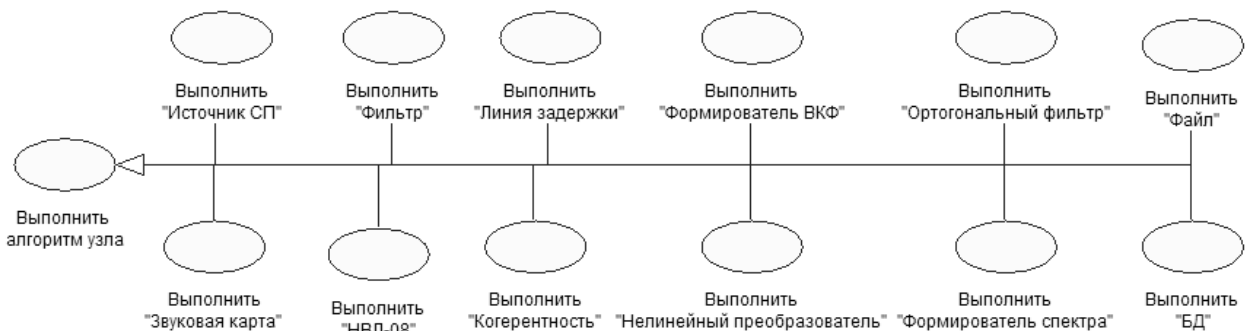 Выполнить
"Источник СП"
Выполнить
"Фильтр"
Выполнить
"Линия задержки"
Выполнить
"Формирователь ВКФ"
Выполнить
"Ортогональный фильтр"
Выполнить
"Файл"
Выполнить
алгоритм узла
Выполнить
"Звуковая карта"
Выполнить
Выполнить
"Когерентность"
Выполнить
"Нелинейный преобразователь"
Выполнить
"Формирователь спектра"
Выполнить
"БД"